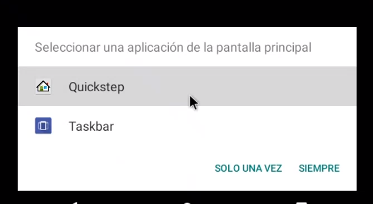 Seleccionar una aplicación de la pantalla principal
Quickstep
Taskbar
SOLO UNA VEZ SIEMPRE